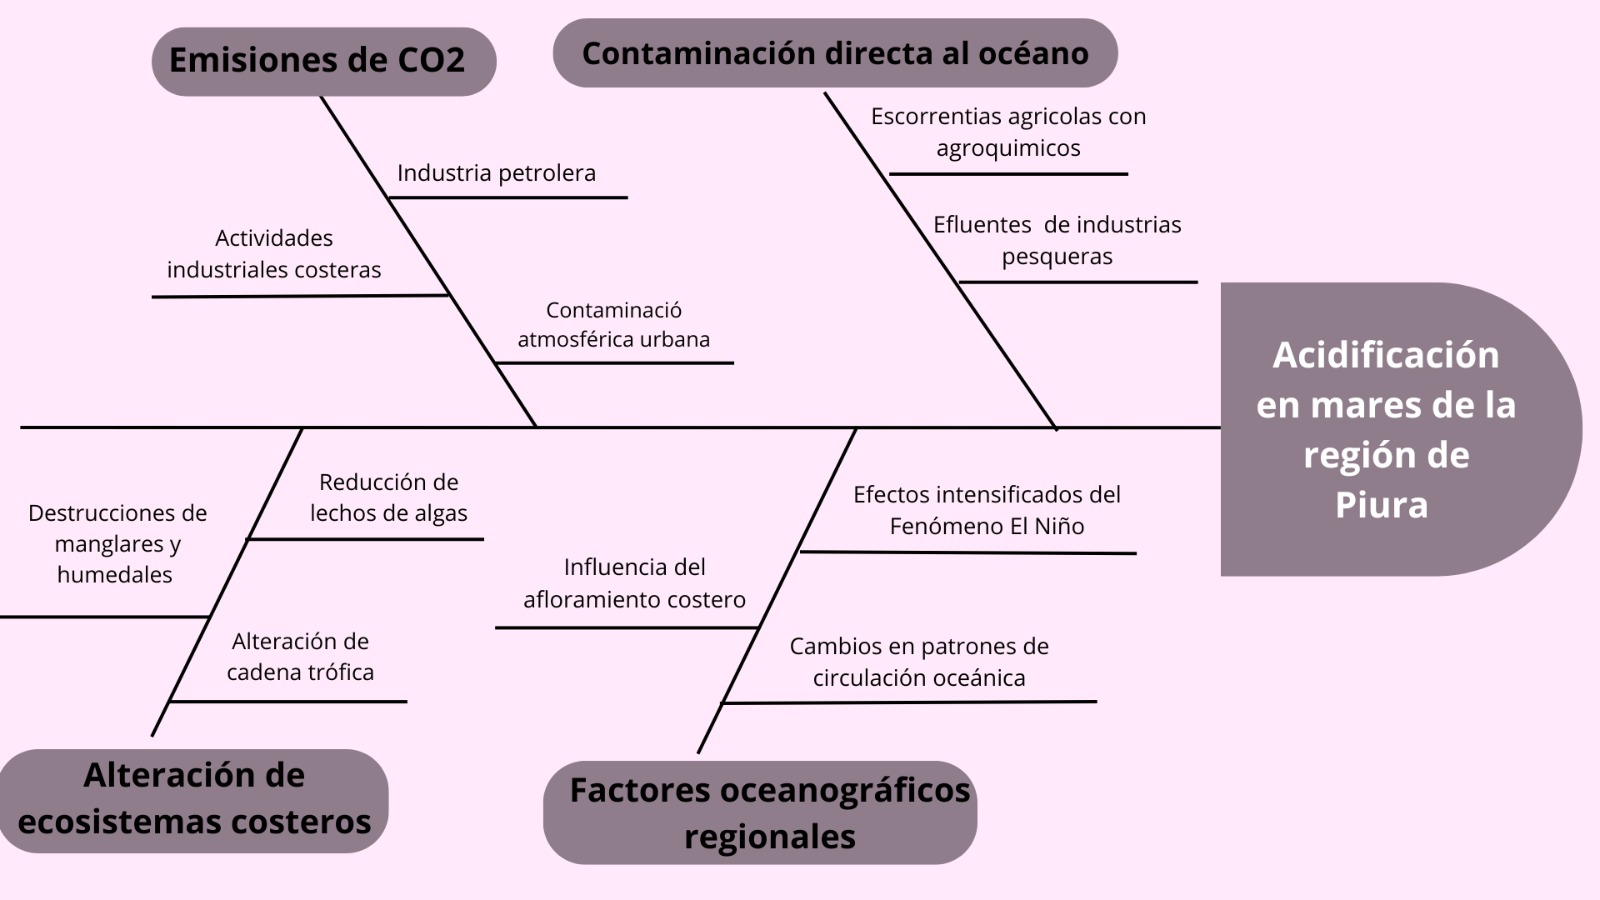 Emisiones de CO2
Contaminación directa al océano
Escorrentias agricolas con
agroquimicos
Industria petrolera
Efluentes  de industrias
pesqueras
Actividades
industriales costeras
Contaminació
atmosférica urbana
Acidificación
en mares de la
región de
Piura
Reducción de
lechos de algas
Destrucciones de
manglares y
humedales
Efectos intensificados del
Fenómeno El Niño
Influencia del
afloramiento costero
Alteración de
cadena trófica
Cambios en patrones de
circulación oceánica
Alteración de
ecosistemas costeros
Factores oceanográficos
regionales